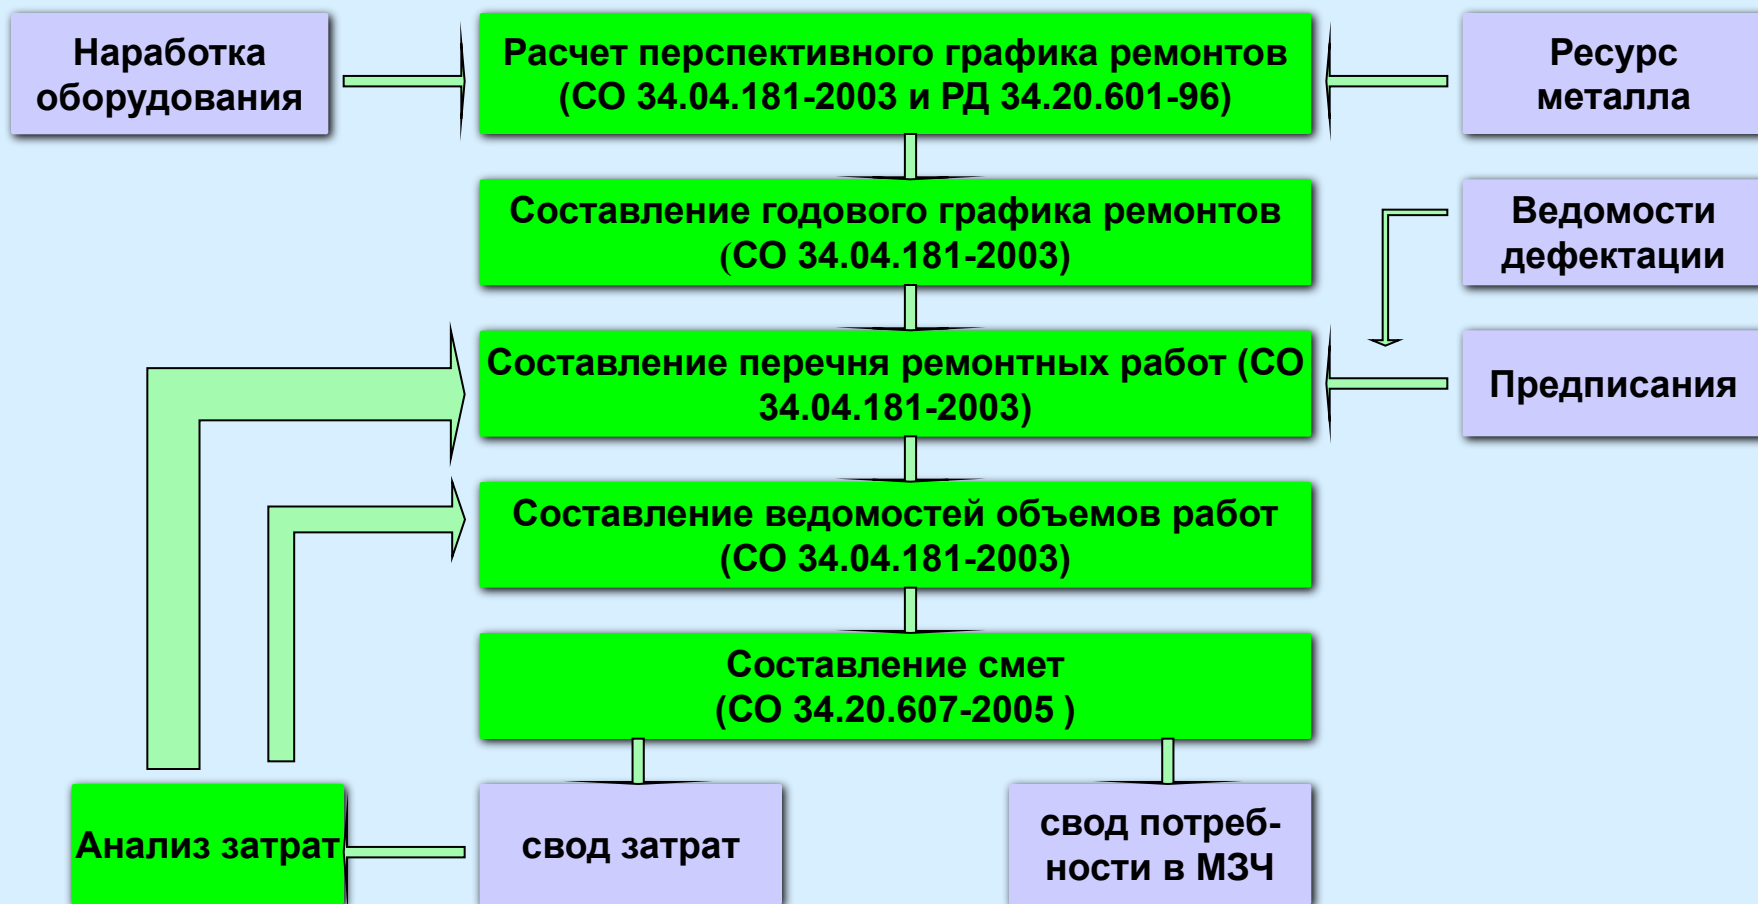 Наработка
оборудования
Расчет перспективного графика ремонтов
(СО 34.04.181-2003 и РД 34.20.601-96)
Ресурс
металла
Составление годового графика ремонтов
(СО 34.04.181-2003)
Ведомости
дефектации
Составление перечня ремонтных работ (СО
34.04.181-2003)
Предписания
Составление ведомостей объемов работ
(СО 34.04.181-2003)
Составление смет
(СО 34.20.607-2005 )
Анализ затрат
свод затрат
свод потреб-
ности в МЗЧ